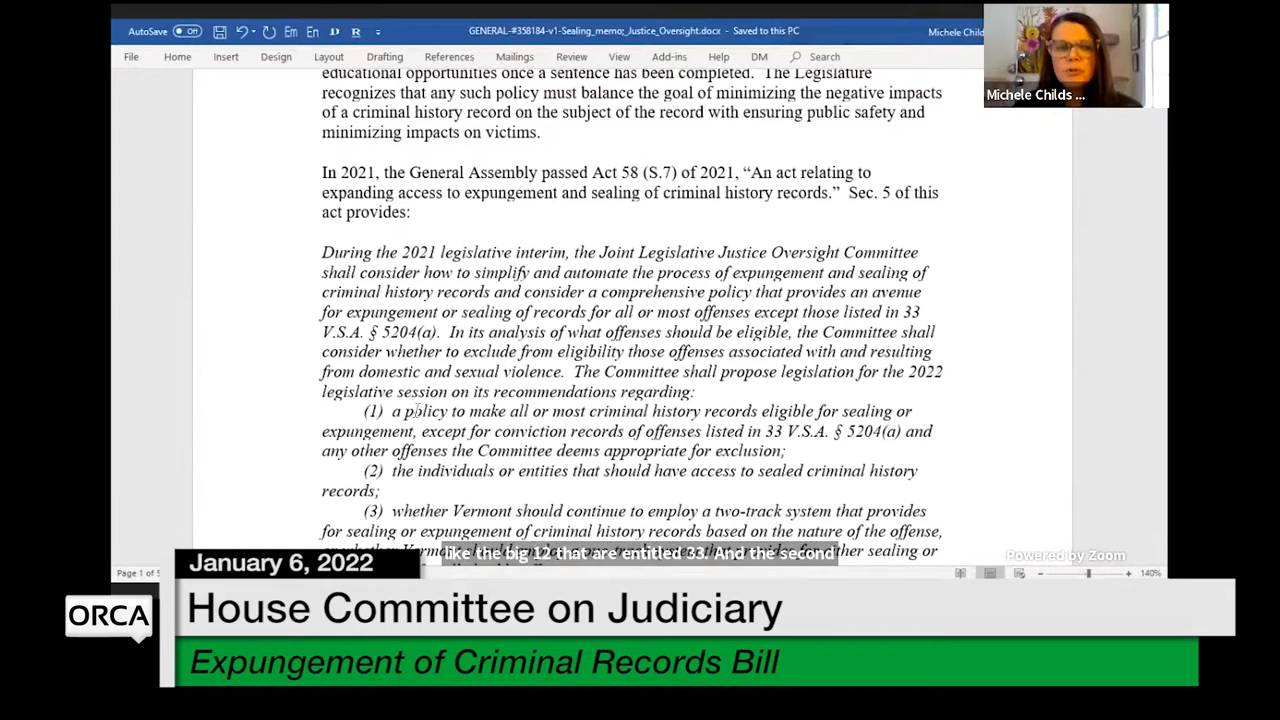 AutoSave Off
GENERAL-#358184-v1-Sealing_memo;_Justice_Oversight.docx - Saved to this PC
Michele Child
File Home Insert Design Layout Drafting References Mailings Review View Add-ins Help DM Search
Michele Childs ...
educational opportunities once a sentence has been completed. The Legislature
recognizes that any such policy must balance the goal of minimizing the negative impacts
of a criminal history record on the subject of the record with ensuring public safety and
minimizing impacts on victims.
In 2021, the General Assembly passed Act 58 (S.7) of 2021, “An act relating to
expanding access to expungement and sealing of criminal history records.” Sec. 5 of this
act provides:
During the 2021 legislative interim, the Joint Legislative Justice Oversight Committee
shall consider how to simplify and automate the process of expungement and sealing of
criminal history records and consider a comprehensive policy that provides an avenue
for expungement or sealing of records for all or most offenses except those listed in 33
V.S.A. § 5204(a). In its analysis of what offenses should be eligible, the Committee shall
consider whether to exclude from eligibility those offenses associated with and resulting
from domestic and sexual violence. The Committee shall propose legislation for the 2022
legislative session on its recommendations regarding:
(1) a policy to make all or most criminal history records eligible for sealing or
expungement, except for conviction records of offenses listed in 33 V.S.A. § 5204(a) and
any other offenses the Committee deems appropriate for exclusion;
(2) the individuals or entities that should have access to sealed criminal history
records;
(3) whether Vermont should continue to employ a two-track system that provides
for sealing or expungement of criminal history records based on the nature of the offense,
like the big 12 that are entitled 33. And the second
either sealing or
Powered by Zoom
Page 1 of 5
140%
January 6, 2022
ORCA
House Committee on Judiciary
Expungement of Criminal Records Bill